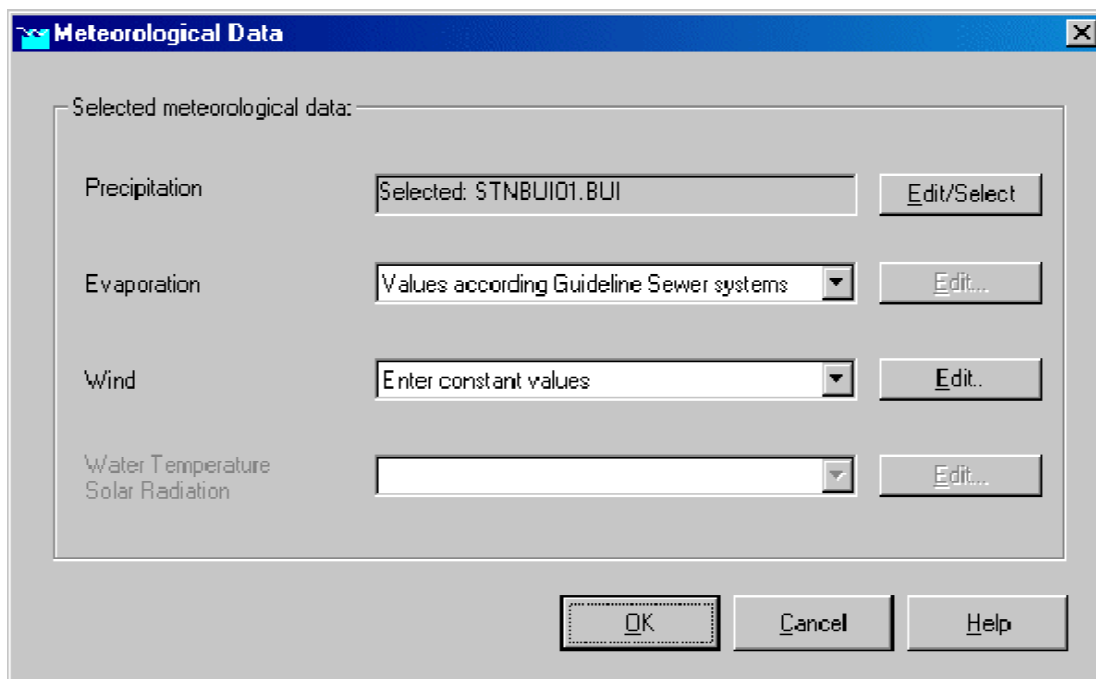 Meteorological Data
Selected meteorological data:
Precipitation
Selected: STNBUI01.BUI
Edit/Select
Evaporation
Values according Guideline Sewer systems
Edit...
Wind
Enter constant values
Edit..
Water Temperature
Solar Radiation
Edit...
OK
Cancel
Help